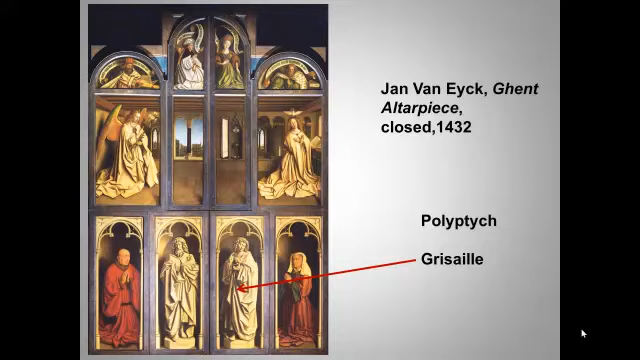 Jan Van Eyck, Ghent
Altarpiece,
closed,1432
Polyptych
Grisaille